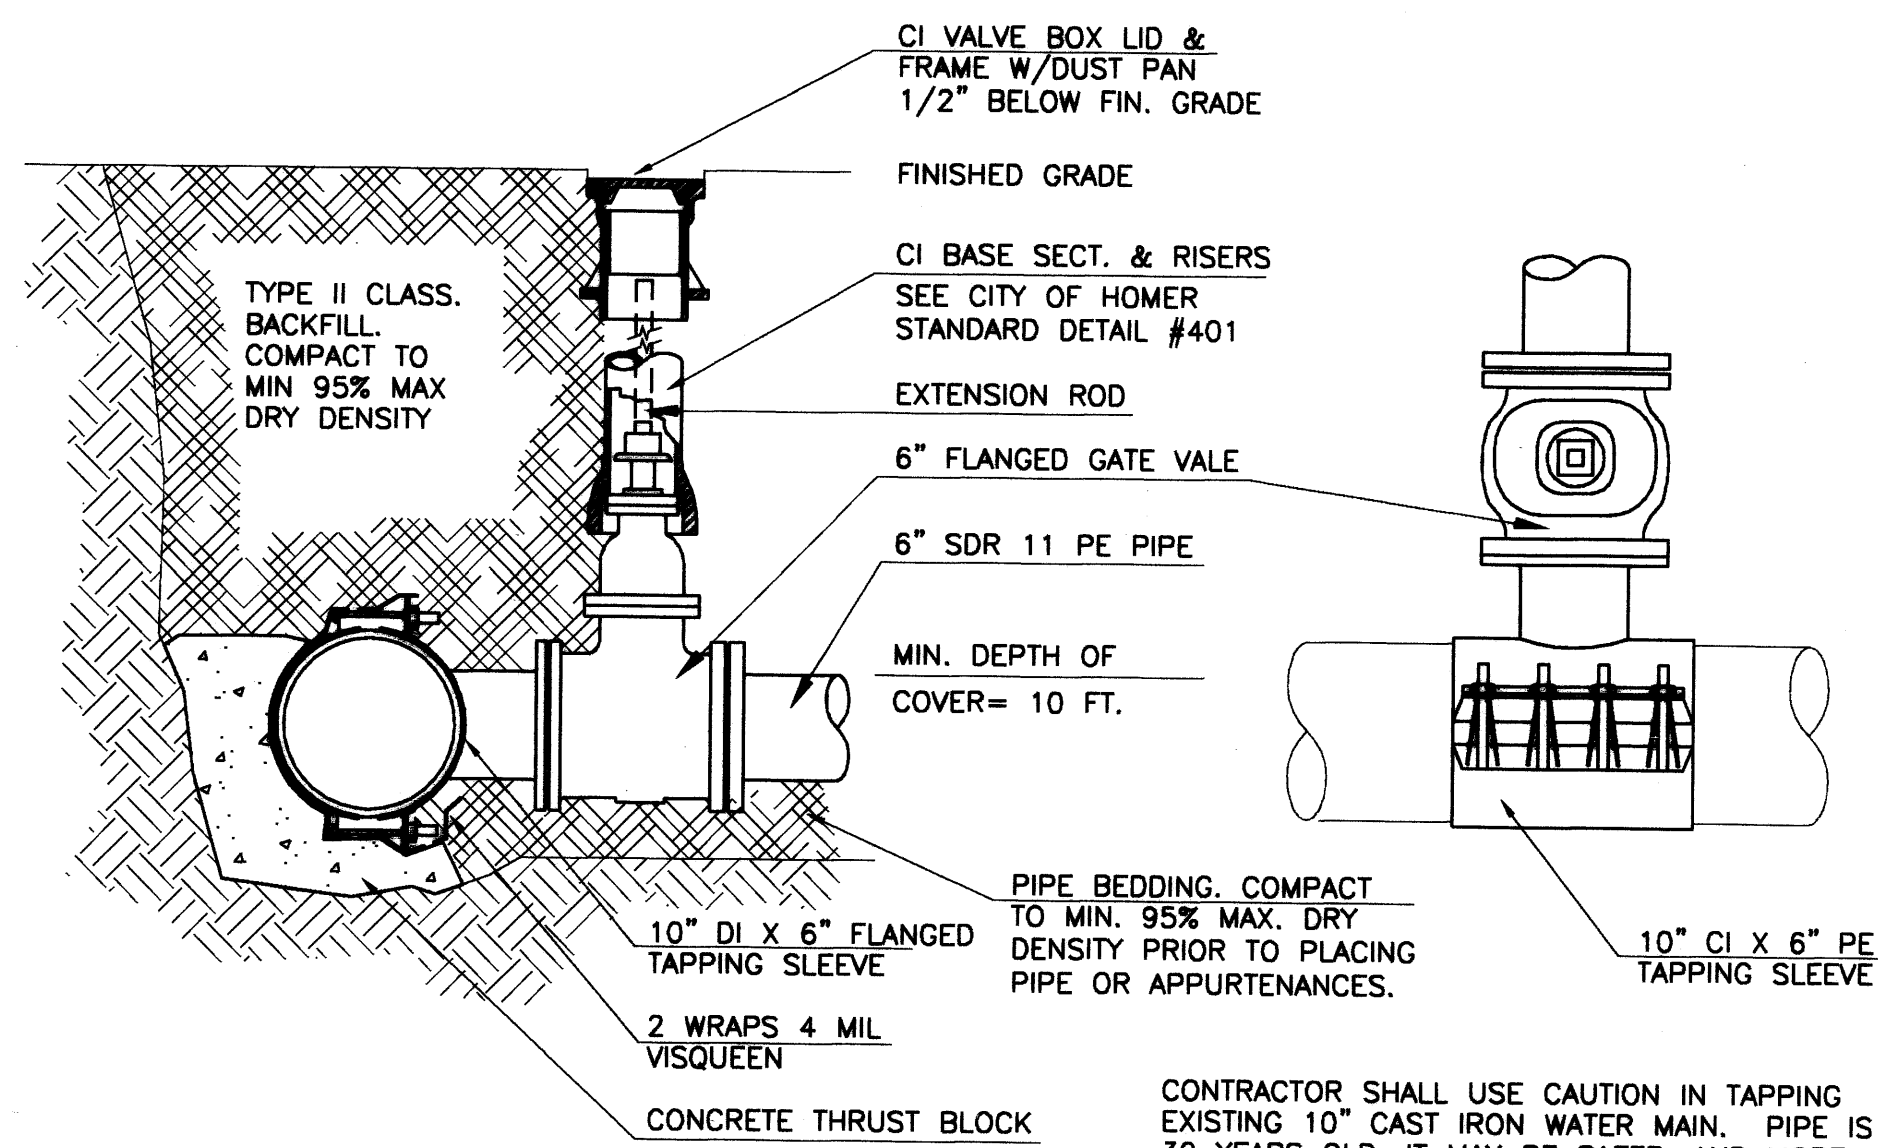 CI VALVE BOX LID &
FRAME W/DUST PAN
1/2" BELOW FIN. GRADE
FINISHED GRADE
CI BASE SECT. & RISERS
SEE CITY OF HOMER
STANDARD DETAIL #401
TYPE II CLASS.
BACKFILL.
COMPACT TO
MIN 95% MAX
DRY DENSITY
EXTENSION ROD
6" FLANGED GATE VALE
6" SDR 11 PE PIPE
MIN. DEPTH OF
COVER= 10 FT.
PIPE BEDDING. COMPACT
TO MIN. 95% MAX. DRY
DENSITY PRIOR TO PLACING
PIPE OR APPURTENANCES.
10" DI X 6" FLANGED
TAPPING SLEEVE
10" CI X 6" PE
TAPPING SLEEVE
2 WRAPS 4 MIL
VISQUEEN
CONCRETE THRUST BLOCK
CONTRACTOR SHALL USE CAUTION IN TAPPING
EXISTING 10" CAST IRON WATER MAIN. PIPE IS